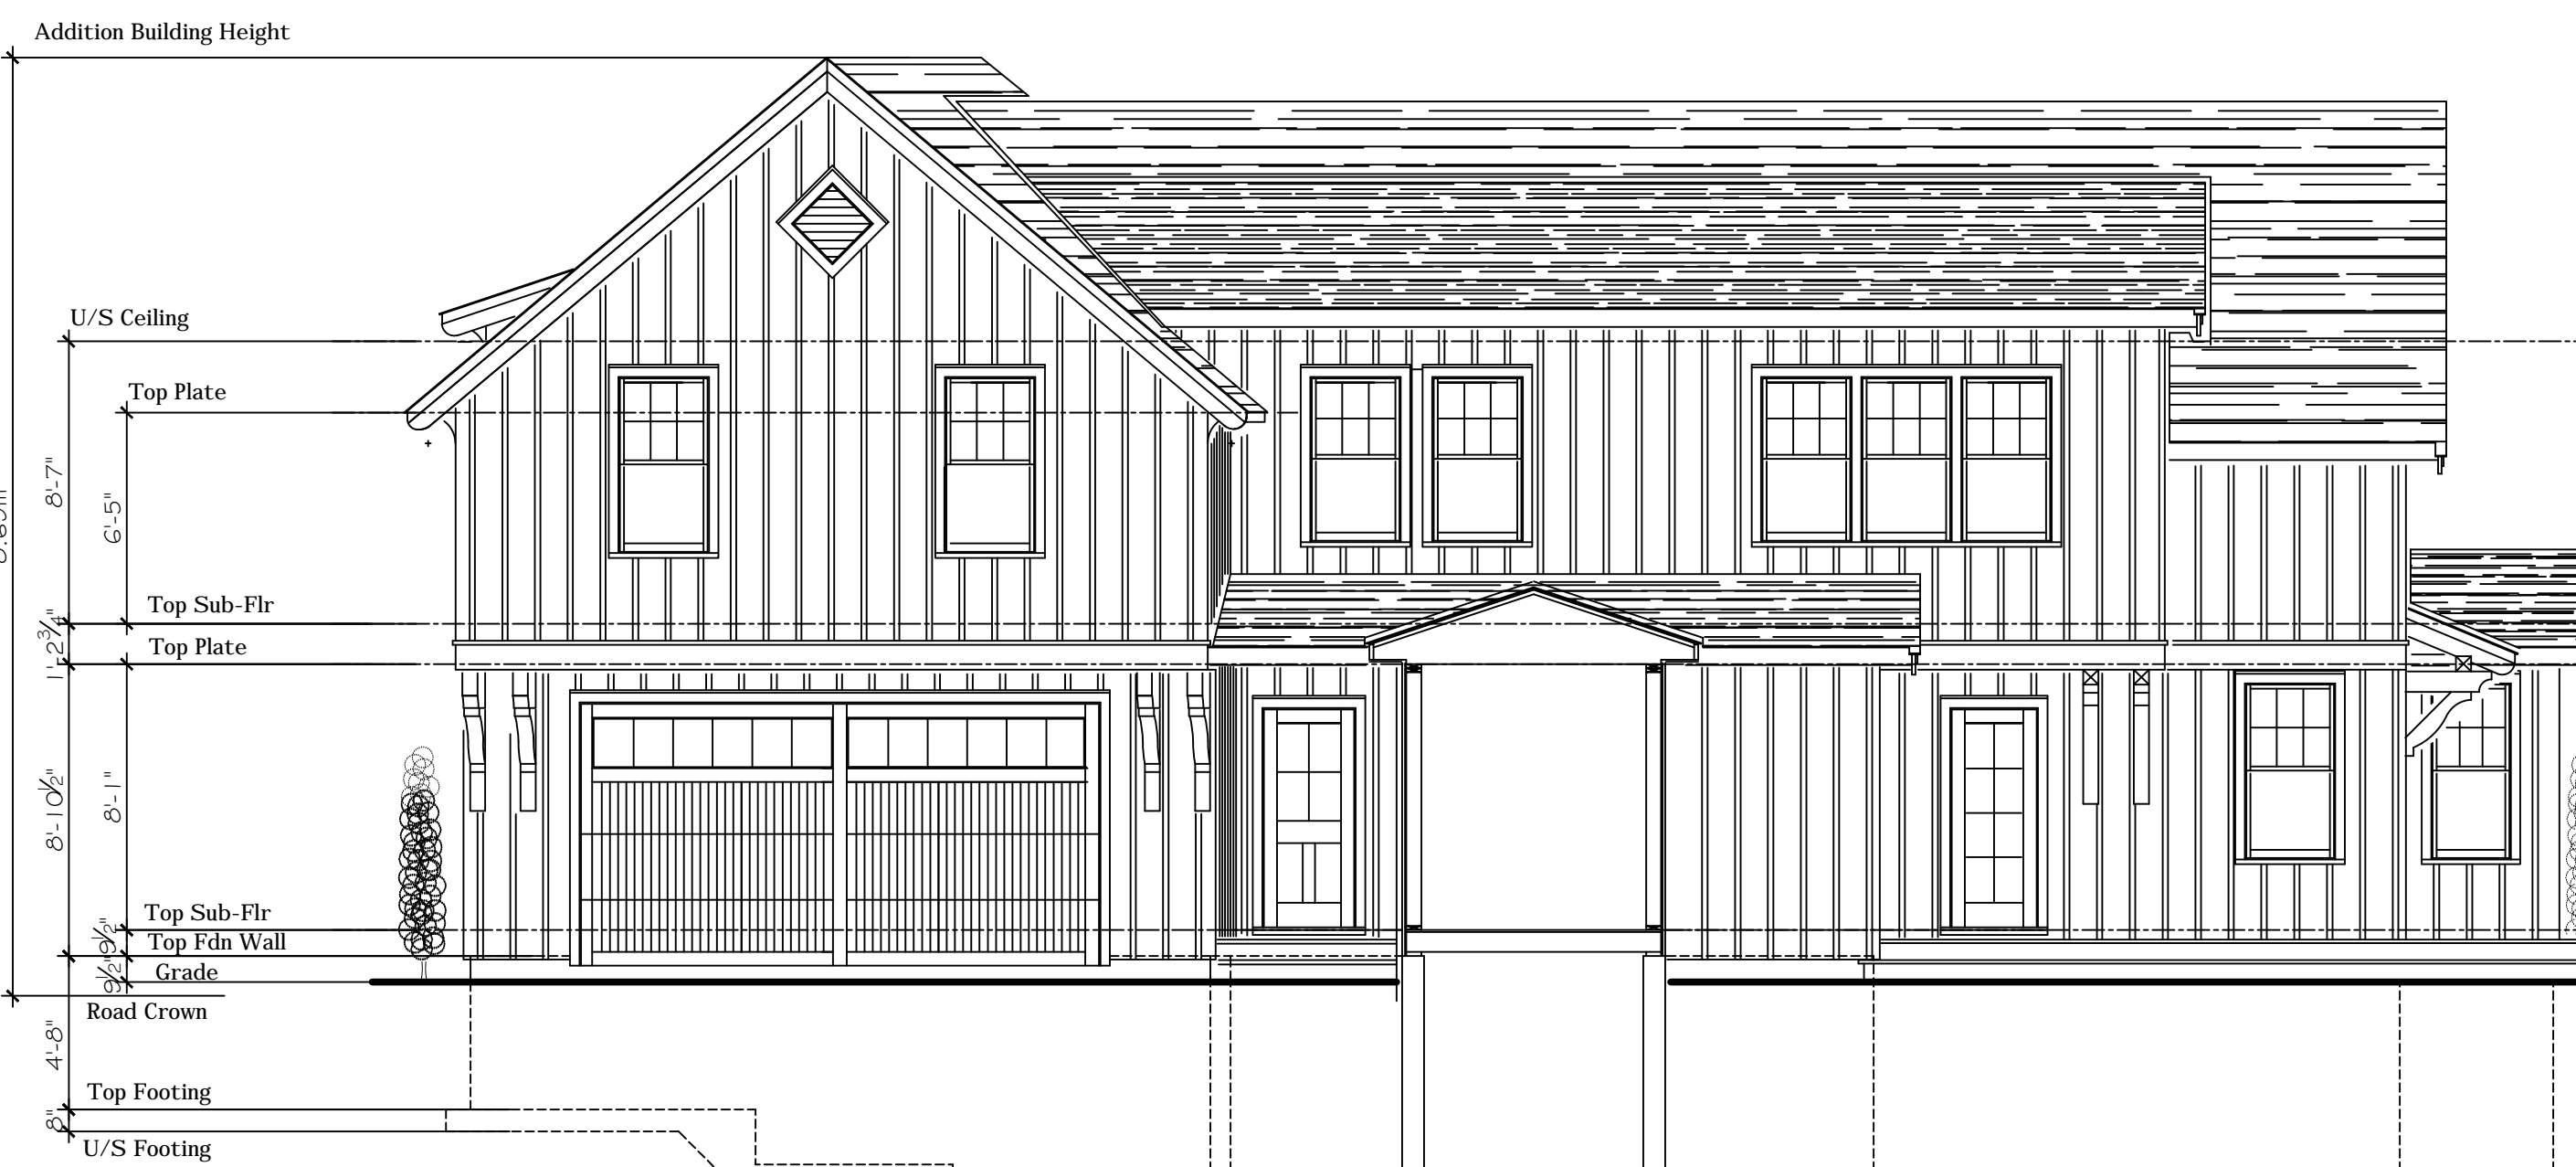 Addition Building Height
U/S Ceiling
Top Plate
8'-7"
6'-5"
Top Sub-Flr
1'-2¾"
Top Plate
8'-10½"
8'-1"
Top Sub-Flr
9½"
Top Fdn Wall
9½"
Grade
Road Crown
4'-8"
Top Footing
8"
U/S Footing